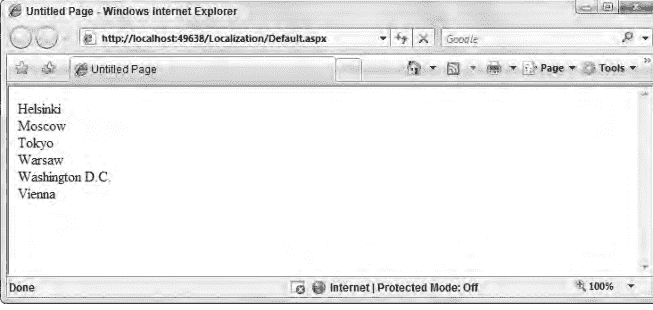 Untitled Page - Windows Internet Explorer
http://localhost:49638/Localization/Default.aspx
Google
Untitled Page
Page
Tools
Helsinki
Moscow
Tokyo
Warsaw
Washington D.C.
Vienna
Done
Internet | Protected Mode: Off
100%